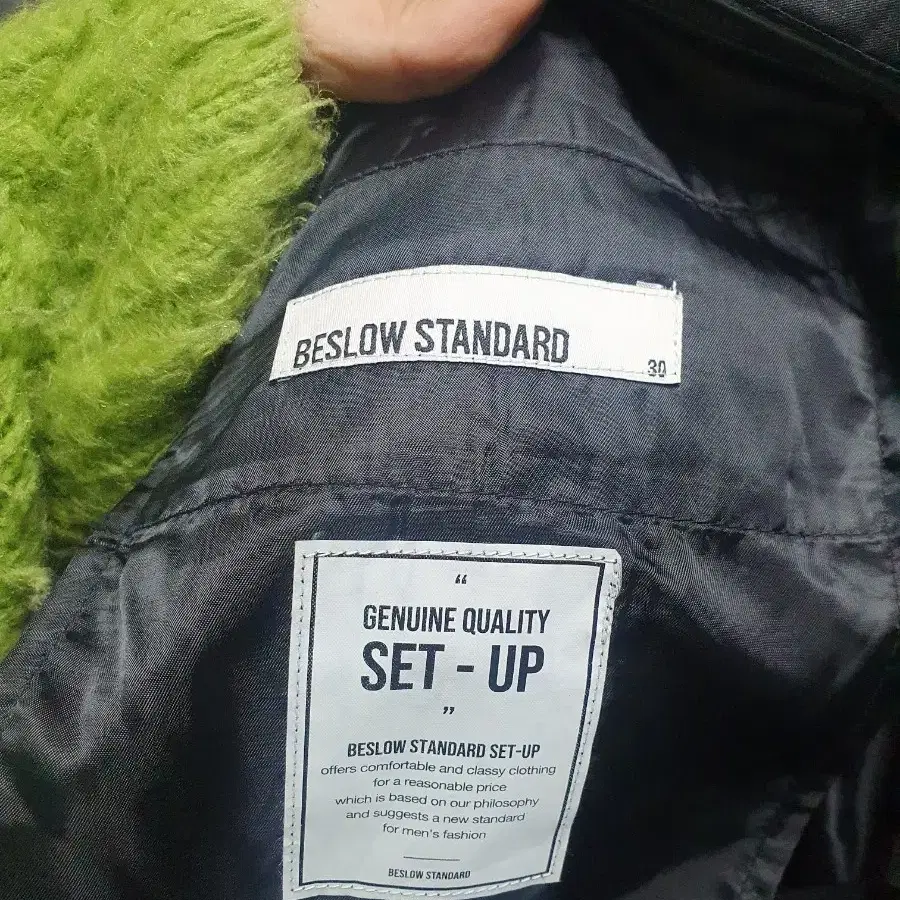 BESLOW STANDARD
30
“
GENUINE QUALITY
SET - UP
”
BESLOW STANDARD SET-UP
offers comfortable and classy clothing
for a reasonable price
which is based on our philosophy
and suggests a new standard
for men's fashion
BESLOW STANDARD